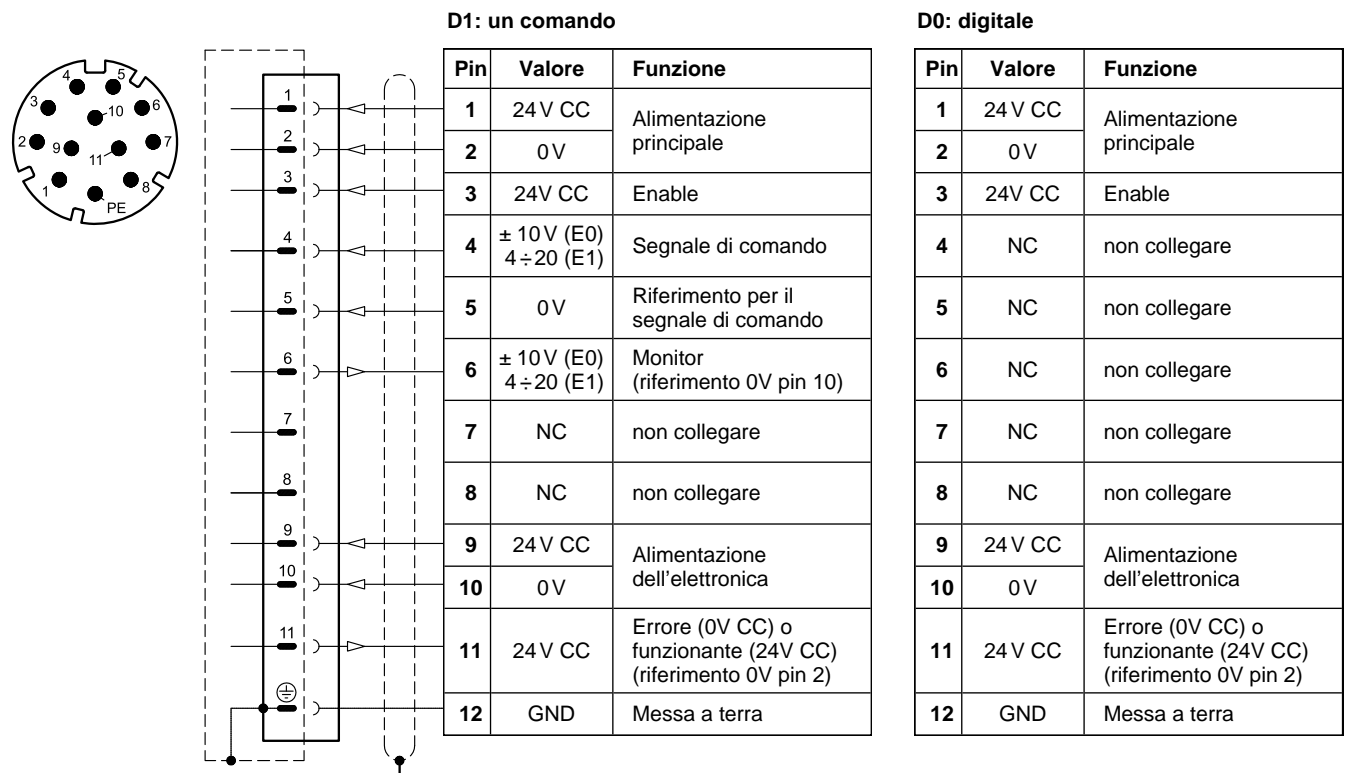 D1: un comando
D0: digitale
4
5
3
10
6
2
9
11
7
1
8
PE
1
2
3
4
5
6
7
8
9
10
11
Pin Valore Funzione
1 24 V CC Alimentazione principale
2 0 V
3 24V CC Enable
4 ± 10 V (E0) Segnale di comando
4 ÷ 20 (E1)
5 0 V Riferimento per il
segnale di comando
6 ± 10 V (E0) Monitor
4 ÷ 20 (E1) (riferimento 0V pin 10)
7 NC non collegare
8 NC non collegare
9 24 V CC Alimentazione
dell'elettronica
10 0 V
11 24 V CC Errore (0V CC) o
funzionante (24V CC)
(riferimento 0V pin 2)
12 GND Messa a terra
Pin Valore Funzione
1 24 V CC Alimentazione
principale
2 0 V
3 24V CC Enable
4 NC non collegare
5 NC non collegare
6 NC non collegare
7 NC non collegare
8 NC non collegare
9 24 V CC Alimentazione
dell'elettronica
10 0 V
11 24 V CC Errore (0V CC) o
funzionante (24V CC)
(riferimento 0V pin 2)
12 GND Messa a terra